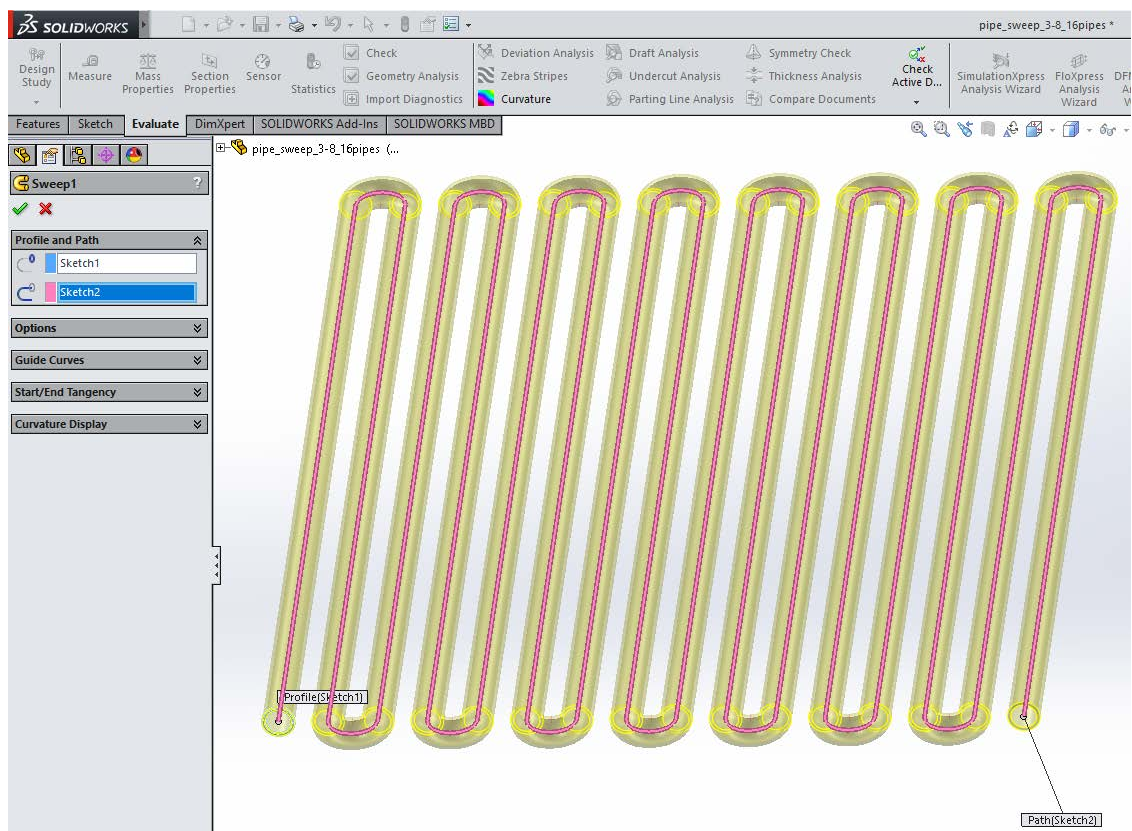 SOLIDWORKS
pipe_sweep_3-8_16pipes *
Design Study
Measure
Mass Properties
Section Properties
Sensor
Statistics
Check
Geometry Analysis
Import Diagnostics
Deviation Analysis
Zebra Stripes
Curvature
Draft Analysis
Undercut Analysis
Parting Line Analysis
Symmetry Check
Thickness Analysis
Compare Documents
Check Active D...
SimulationXpress Analysis Wizard
FloXpress Analysis Wizard
Features Sketch Evaluate DimXpert SOLIDWORKS Add-Ins SOLIDWORKS MBD
pipe_sweep_3-8_16pipes (...
Sweep1 ?
Profile and Path
Sketch1
Sketch2
Options
Guide Curves
Start/End Tangency
Curvature Display
Profile(Sketch1)
Path(Sketch2)